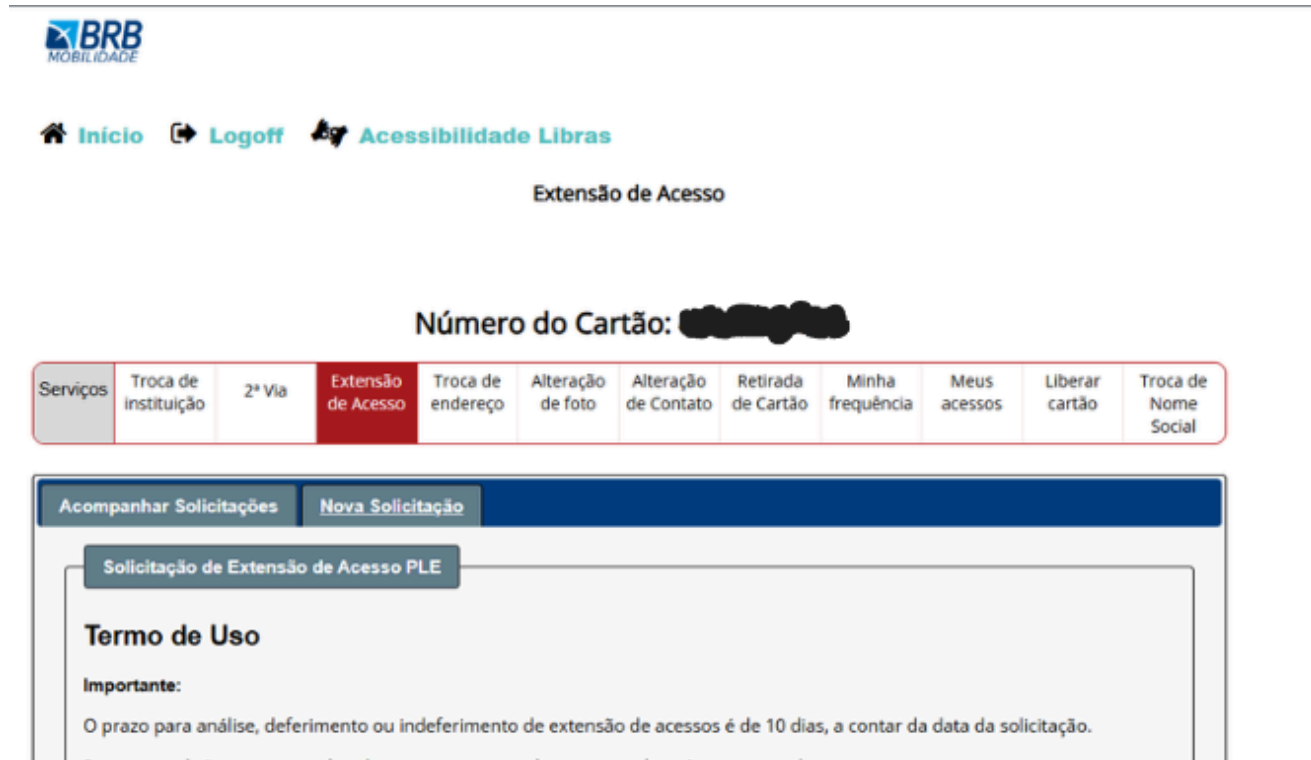 BRB
MOBILIDADE
Início Logoff Acessibilidade Libras
Extensão de Acesso
Número do Cartão:
Serviços
Troca de
instituição
2ª Via
Extensão
de Acesso
Troca de
endereço
Alteração
de foto
Alteração
de Contato
Retirada
de Cartão
Minha
frequência
Meus
acessos
Liberar
cartão
Troca de
Nome
Social
Acompanhar Solicitações Nova Solicitação
Solicitação de Extensão de Acesso PLE
Termo de Uso
Importante:
O prazo para análise, deferimento ou indeferimento de extensão de acessos é de 10 dias, a contar da data da solicitação.